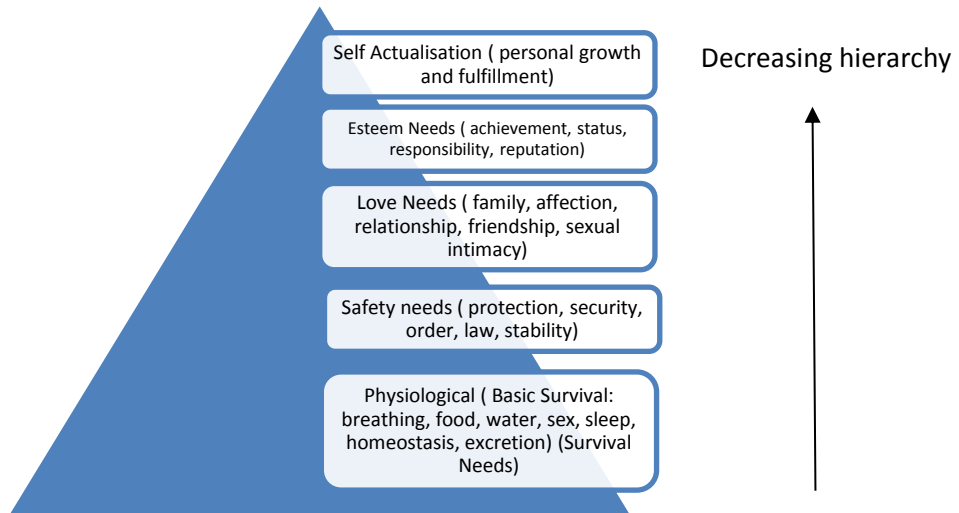 Self Actualisation ( personal growth
and fulfillment)
Decreasing hierarchy
Esteem Needs ( achievement, status,
responsibility, reputation)
Love Needs ( family, affection,
relationship, friendship, sexual
intimacy)
Safety needs ( protection, security,
order, law, stability)
Physiological ( Basic Survival:
breathing, food, water, sex, sleep,
homeostasis, excretion) (Survival
Needs)